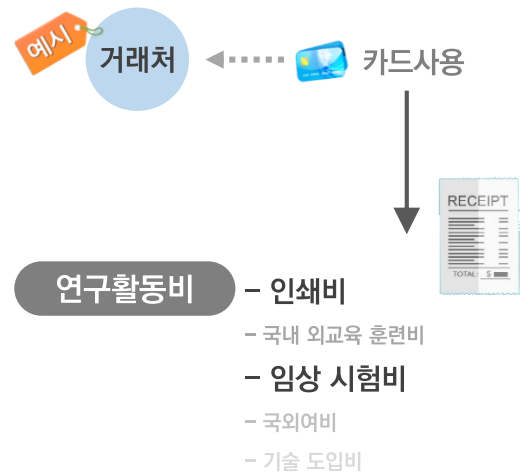 예시
거래처
카드사용
RECEIPT
TOTAL: $
연구활동비
- 인쇄비
- 국내 외교육 훈련비
- 임상 시험비
- 국외여비
- 기술 도입비